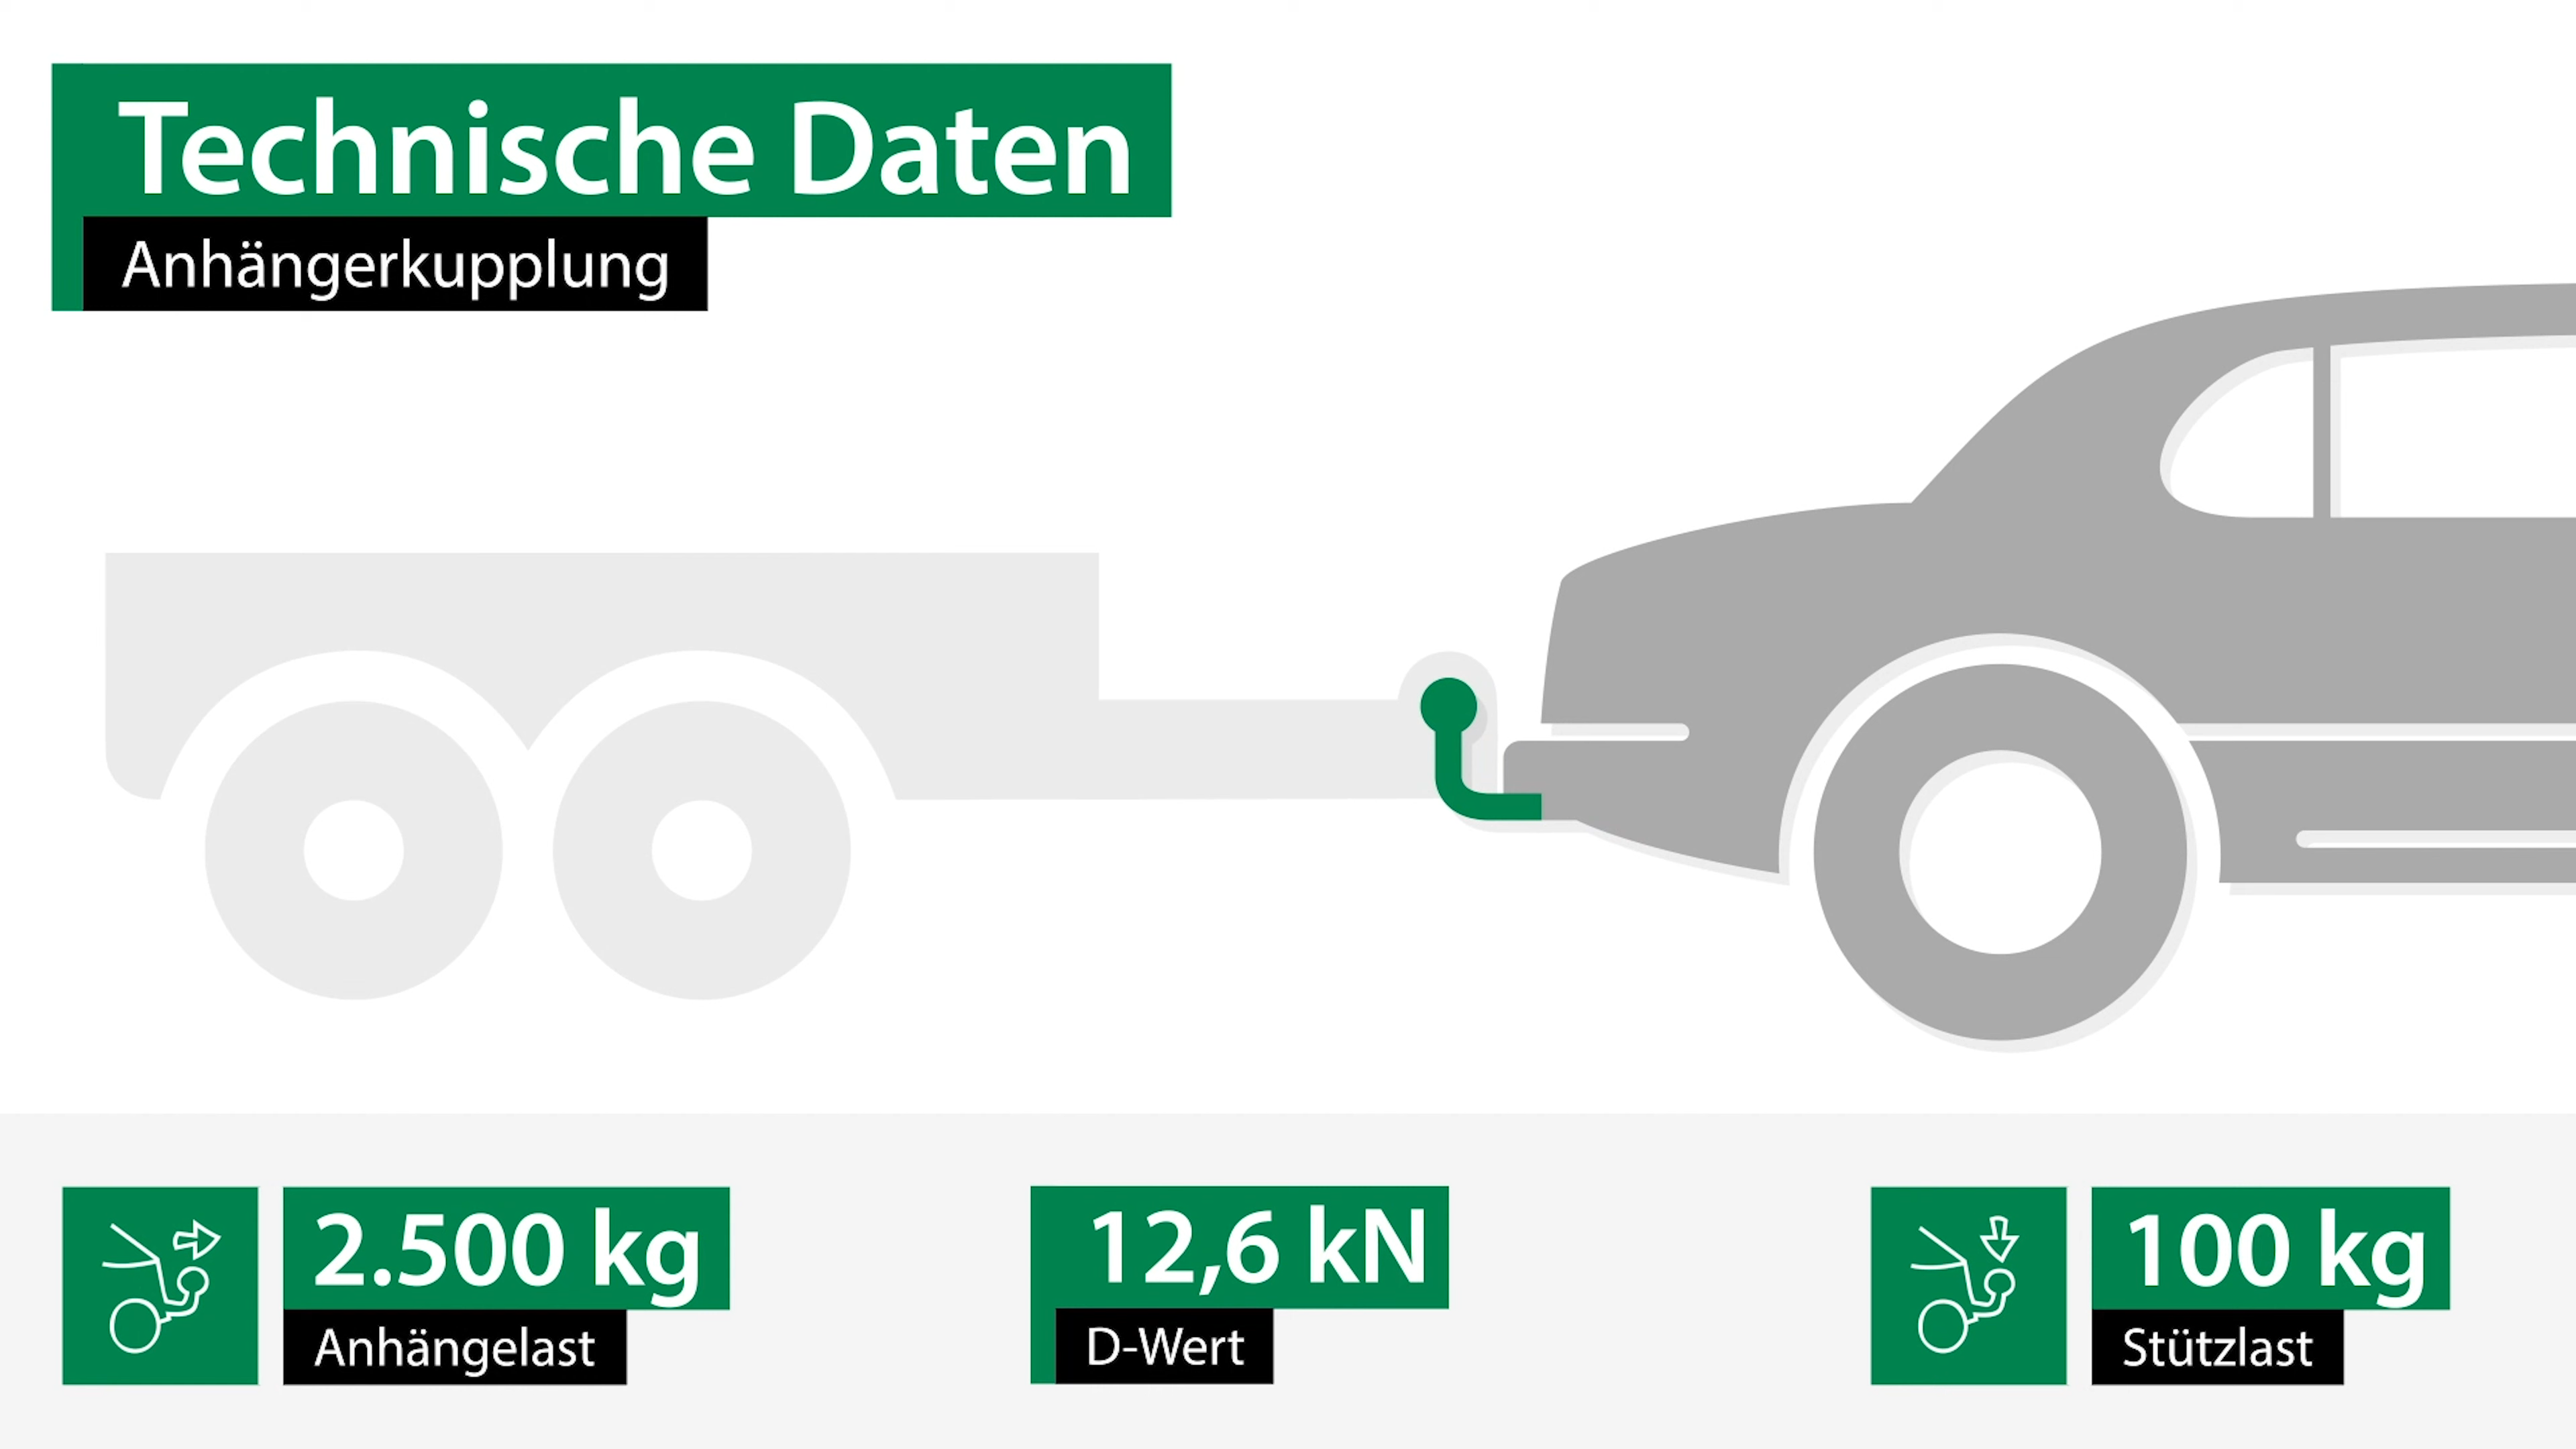 Technische Daten
Anhängerkupplung
2.500 kg
Anhängelast
12,6 kN
D-Wert
100 kg
Stützlast